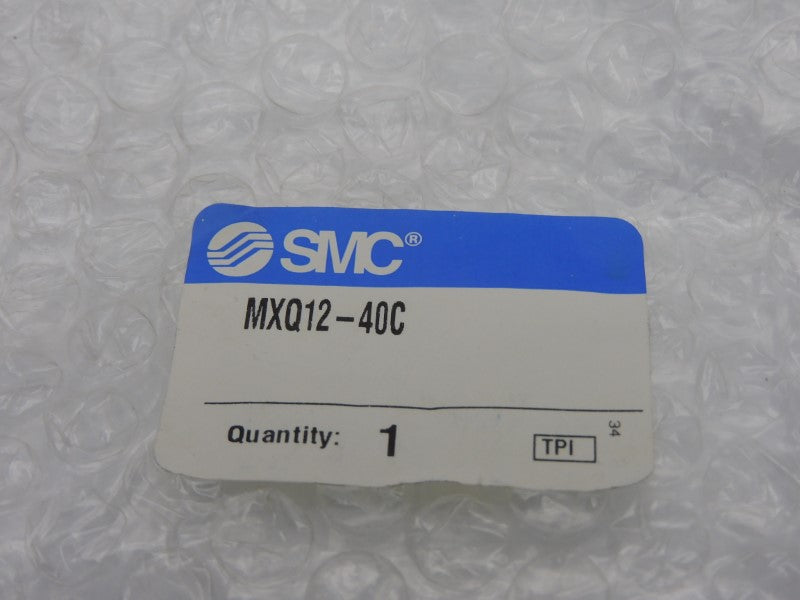 SMC®
MXQ12-40C
Quantity: 1
TPI
34